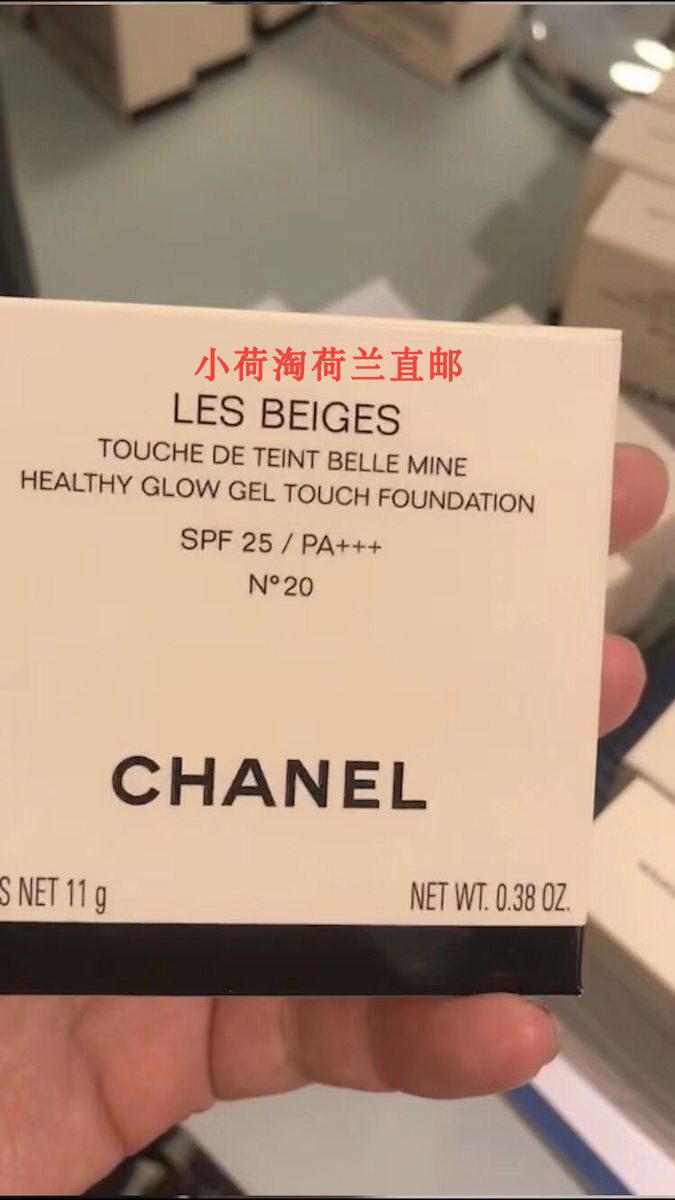 小荷淘荷兰直邮
LES BEIGES
TOUCHE DE TEINT BELLE MINE
HEALTHY GLOW GEL TOUCH FOUNDATION
SPF 25 / PA+++
N°20
CHANEL
S NET 11 g
NET WT. 0.38 OZ.